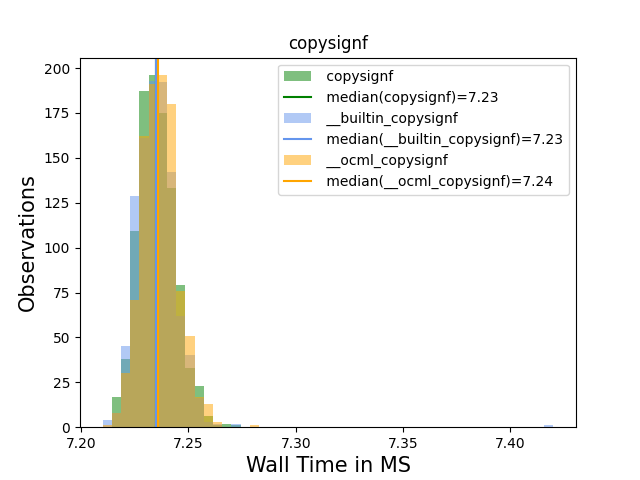 copysignf
200
175
150
125
100
75
50
25
0
Observations
copysignf
median(copysignf)=7.23
__builtin_copysignf
median(__builtin_copysignf)=7.23
__ocml_copysignf
median(__ocml_copysignf)=7.24
7.20 7.25 7.30 7.35 7.40
Wall Time in MS